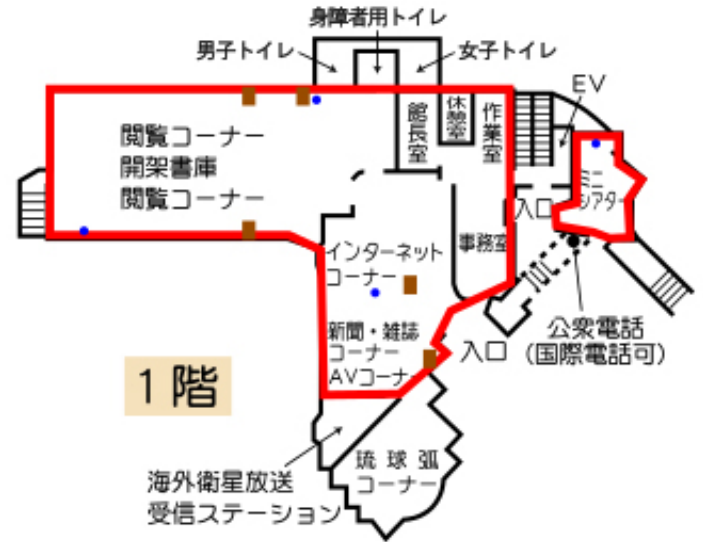 身障者用トイレ
男子トイレ
女子トイレ
EV
館長室
休憩室
作業室
閲覧コーナー
開架書庫
閲覧コーナー
ミニ
シアター
入口
事務室
インターネット
コーナー
新聞・雑誌
コーナー
AVコーナー
入口
公衆電話
（国際電話可）
1階
海外衛星放送
受信ステーション
琉球弧
コーナー